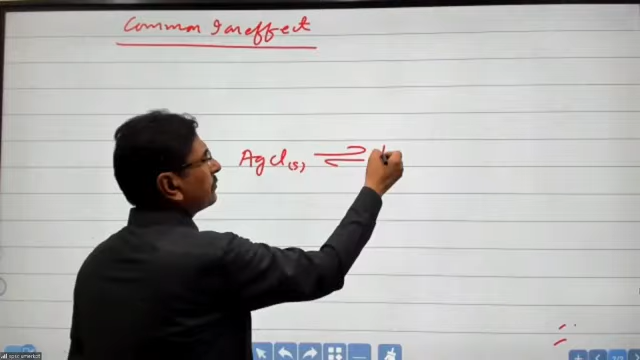 Common Ion effect
AgCl(s) ⇌